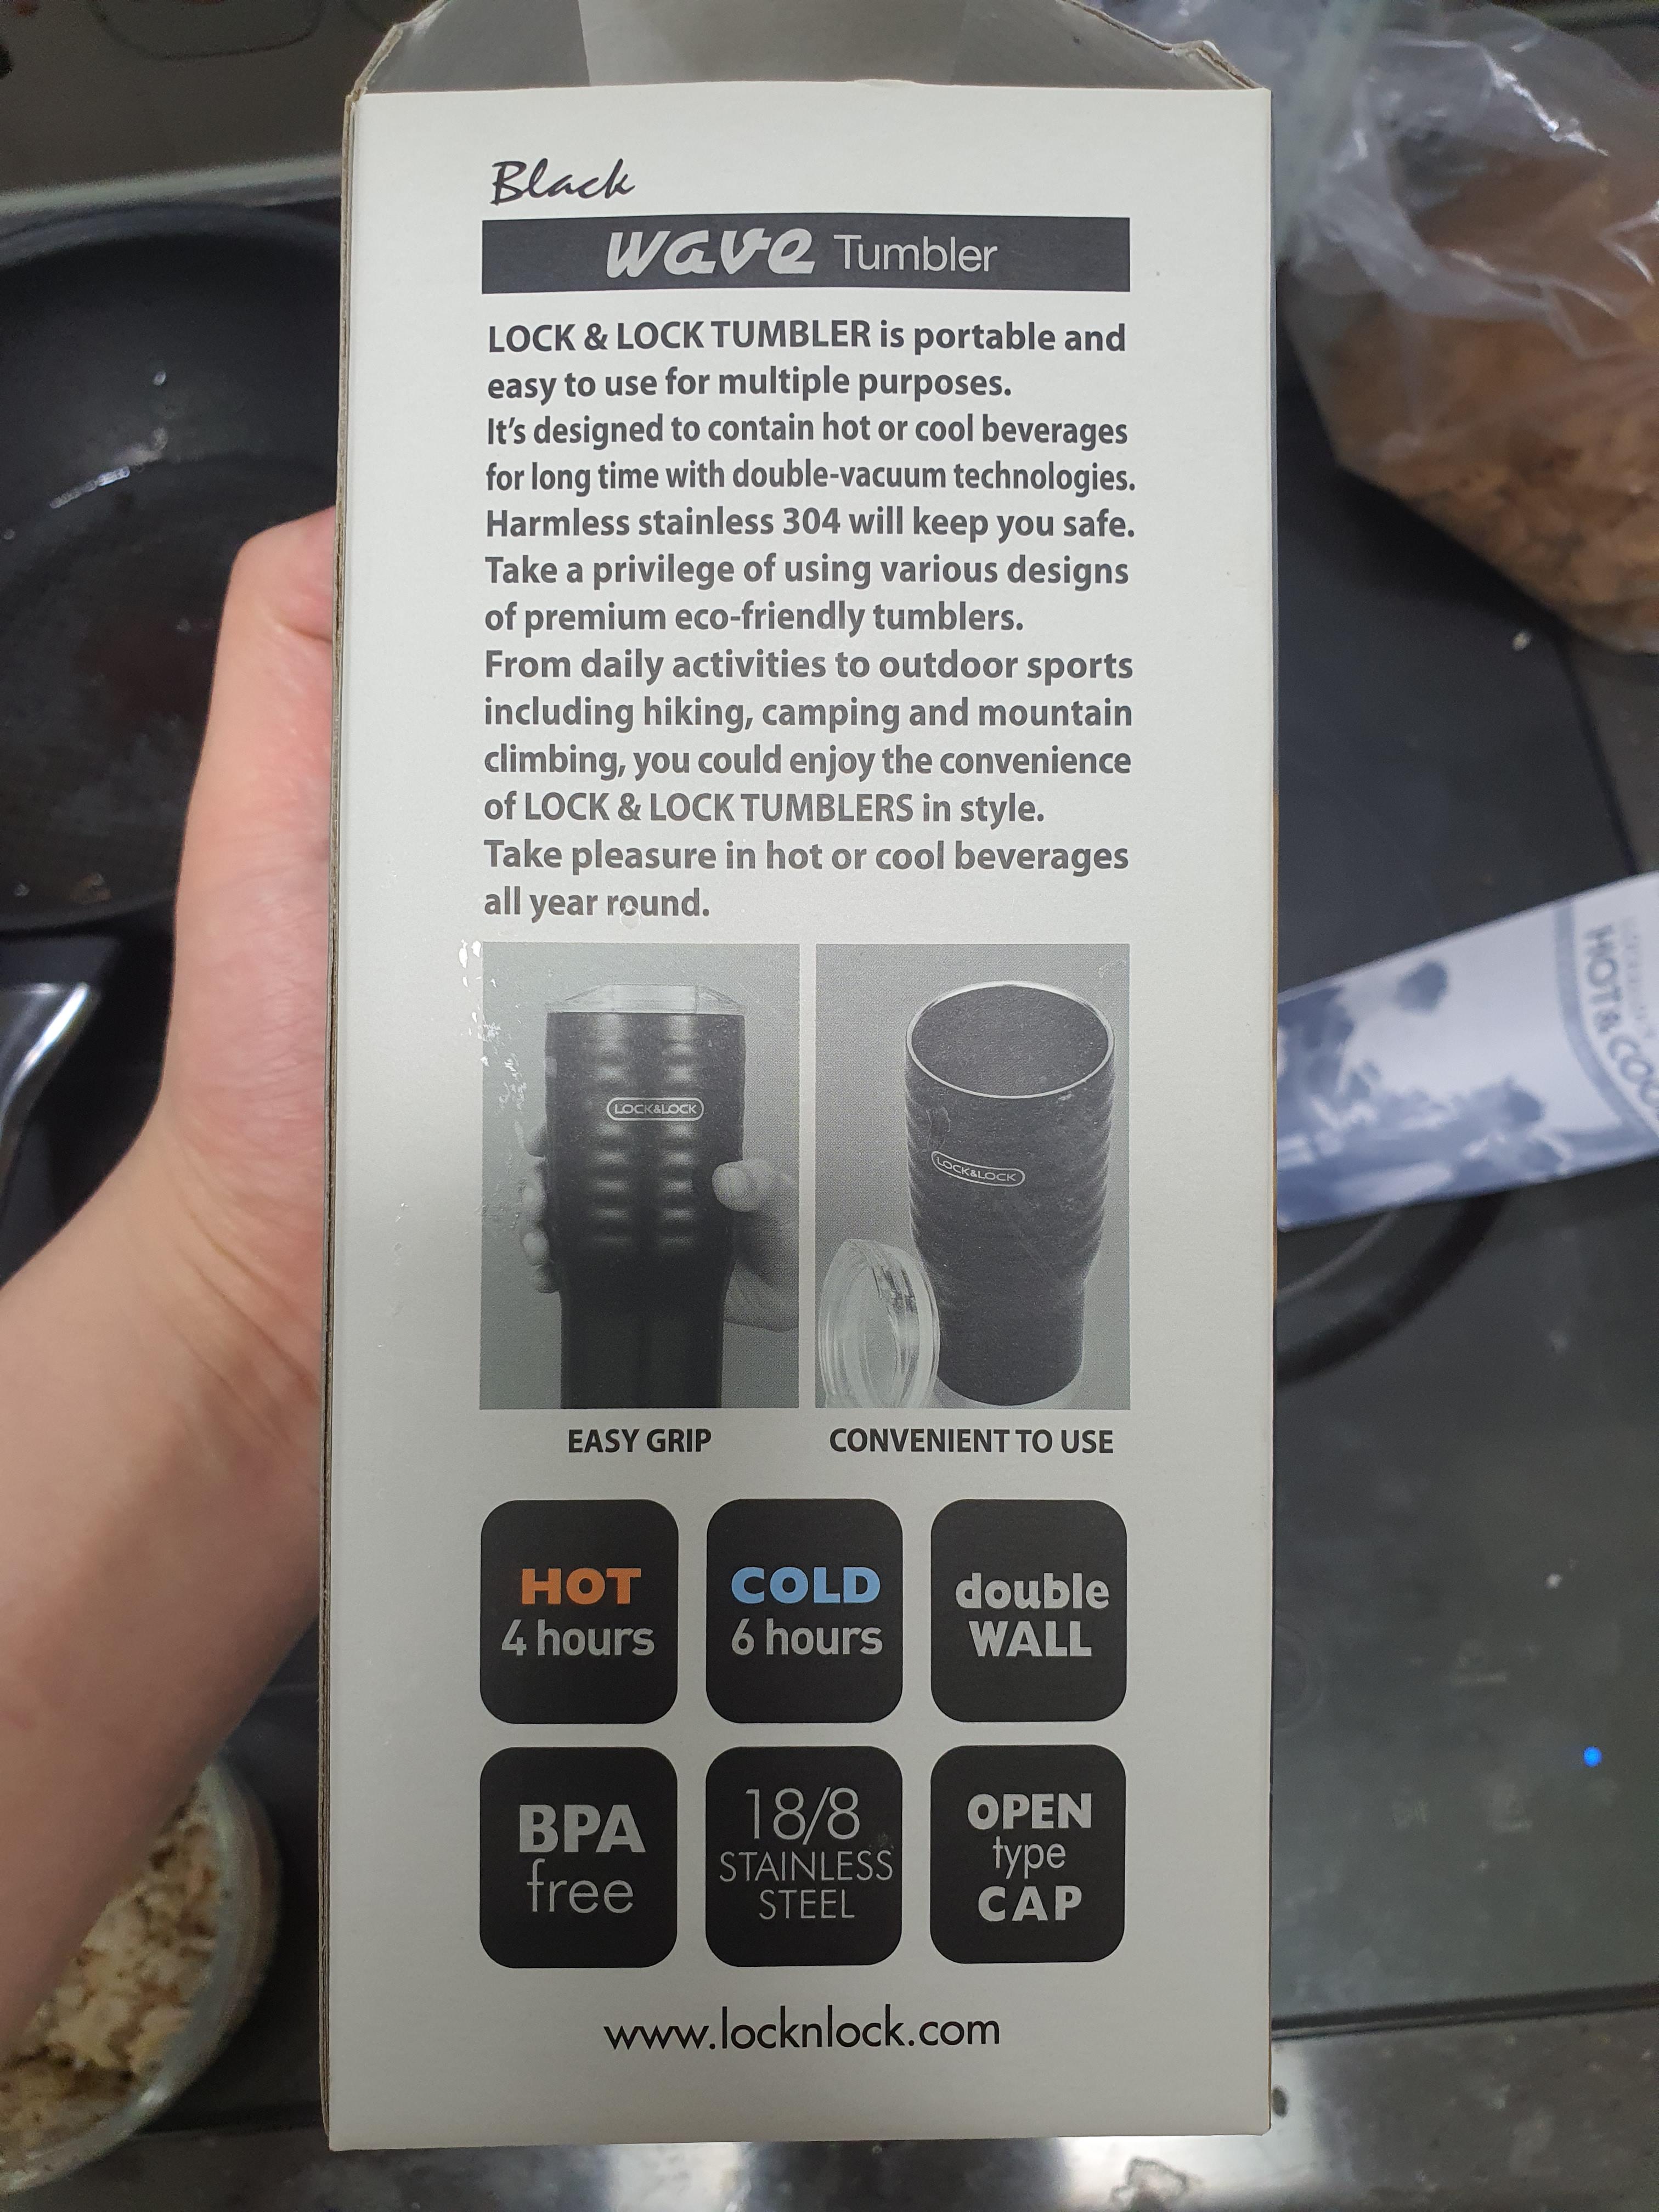 Black
wave Tumbler
LOCK & LOCK TUMBLER is portable and
easy to use for multiple purposes.
It's designed to contain hot or cool beverages
for long time with double-vacuum technologies.
Harmless stainless 304 will keep you safe.
Take a privilege of using various designs
of premium eco-friendly tumblers.
From daily activities to outdoor sports
including hiking, camping and mountain
climbing, you could enjoy the convenience
of LOCK & LOCK TUMBLERS in style.
Take pleasure in hot or cool beverages
all year round.
LOCK&LOCK
LOCK&LOCK
EASY GRIP
CONVENIENT TO USE
HOT
4 hours
COLD
6 hours
double
WALL
BPA
free
18/8
STAINLESS
STEEL
OPEN
type
CAP
www.locknlock.com
HOT&